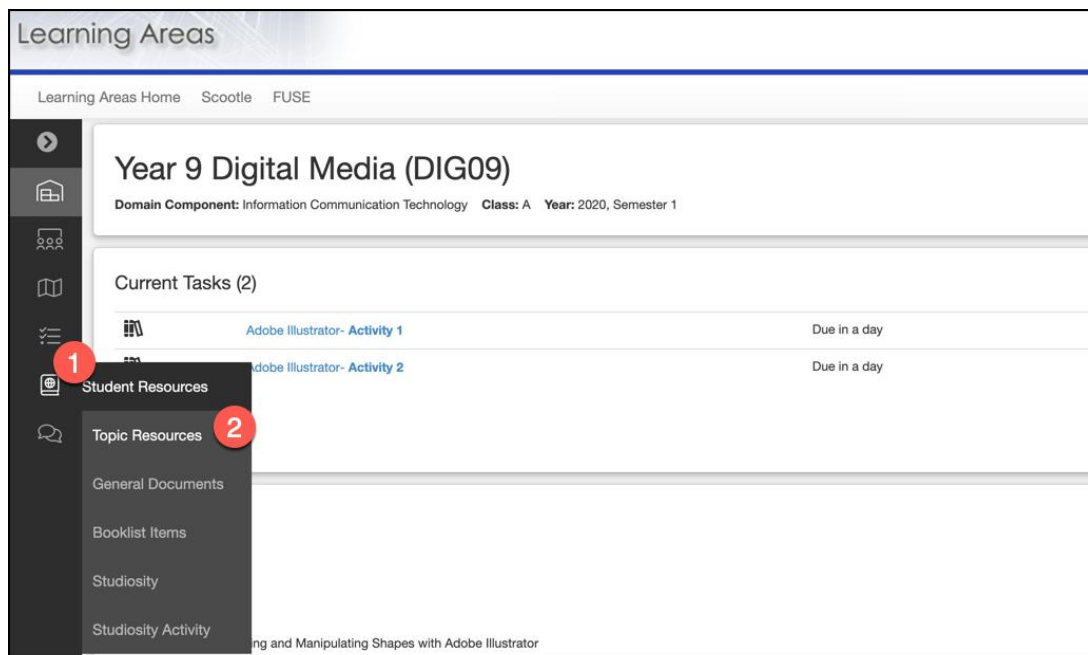 Learning Areas
Learning Areas Home Scootle FUSE
Year 9 Digital Media (DIG09)
Domain Component: Information Communication Technology Class: A Year: 2020, Semester 1
Current Tasks (2)
Adobe Illustrator- Activity 1 Due in a day
Adobe Illustrator- Activity 2 Due in a day
1
Student Resources
Topic Resources 2
General Documents
Booklist Items
Studiosity
Studiosity Activity
ing and Manipulating Shapes with Adobe Illustrator